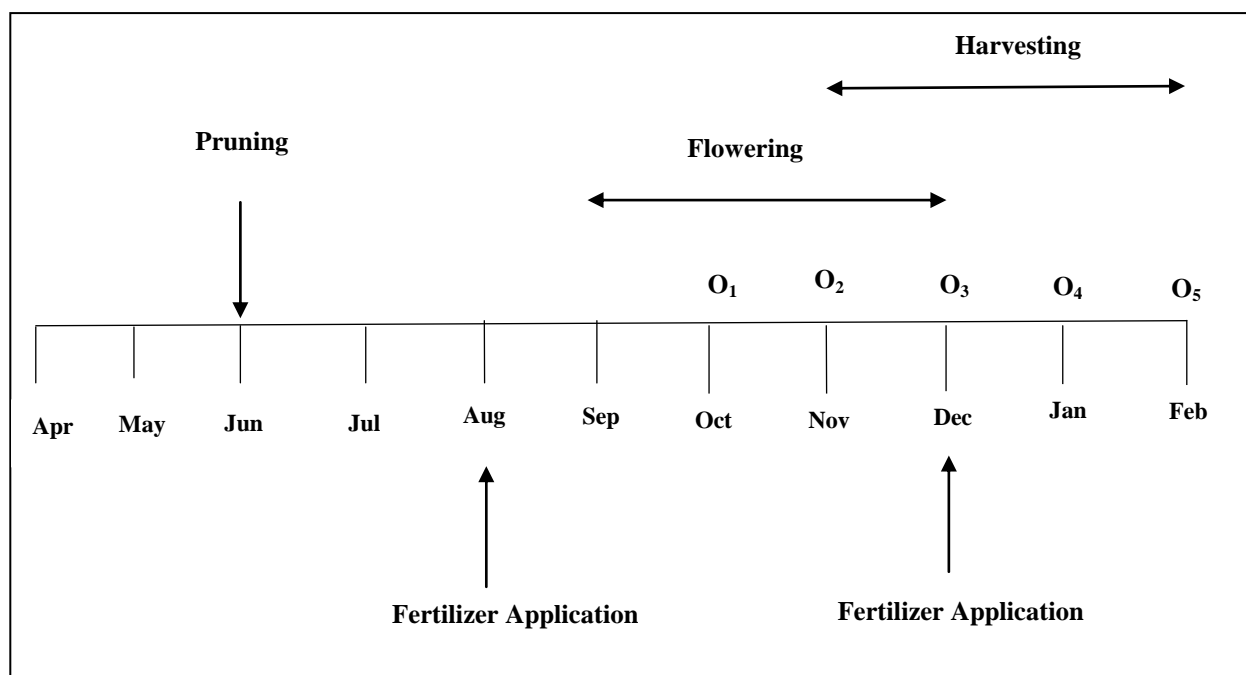 Harvesting
Pruning
Flowering
O₁ O₂ O₃ O₄ O₅
Apr May Jun Jul Aug Sep Oct Nov Dec Jan Feb
Fertilizer Application Fertilizer Application